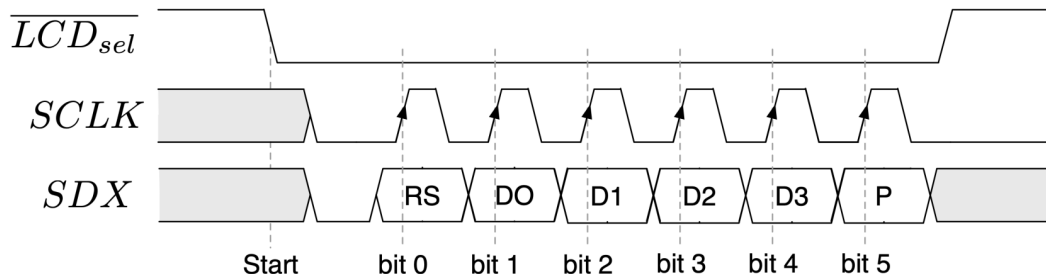 LCD_sel
SCLK
SDX RS DO D1 D2 D3 P
Start bit 0 bit 1 bit 2 bit 3 bit 4 bit 5